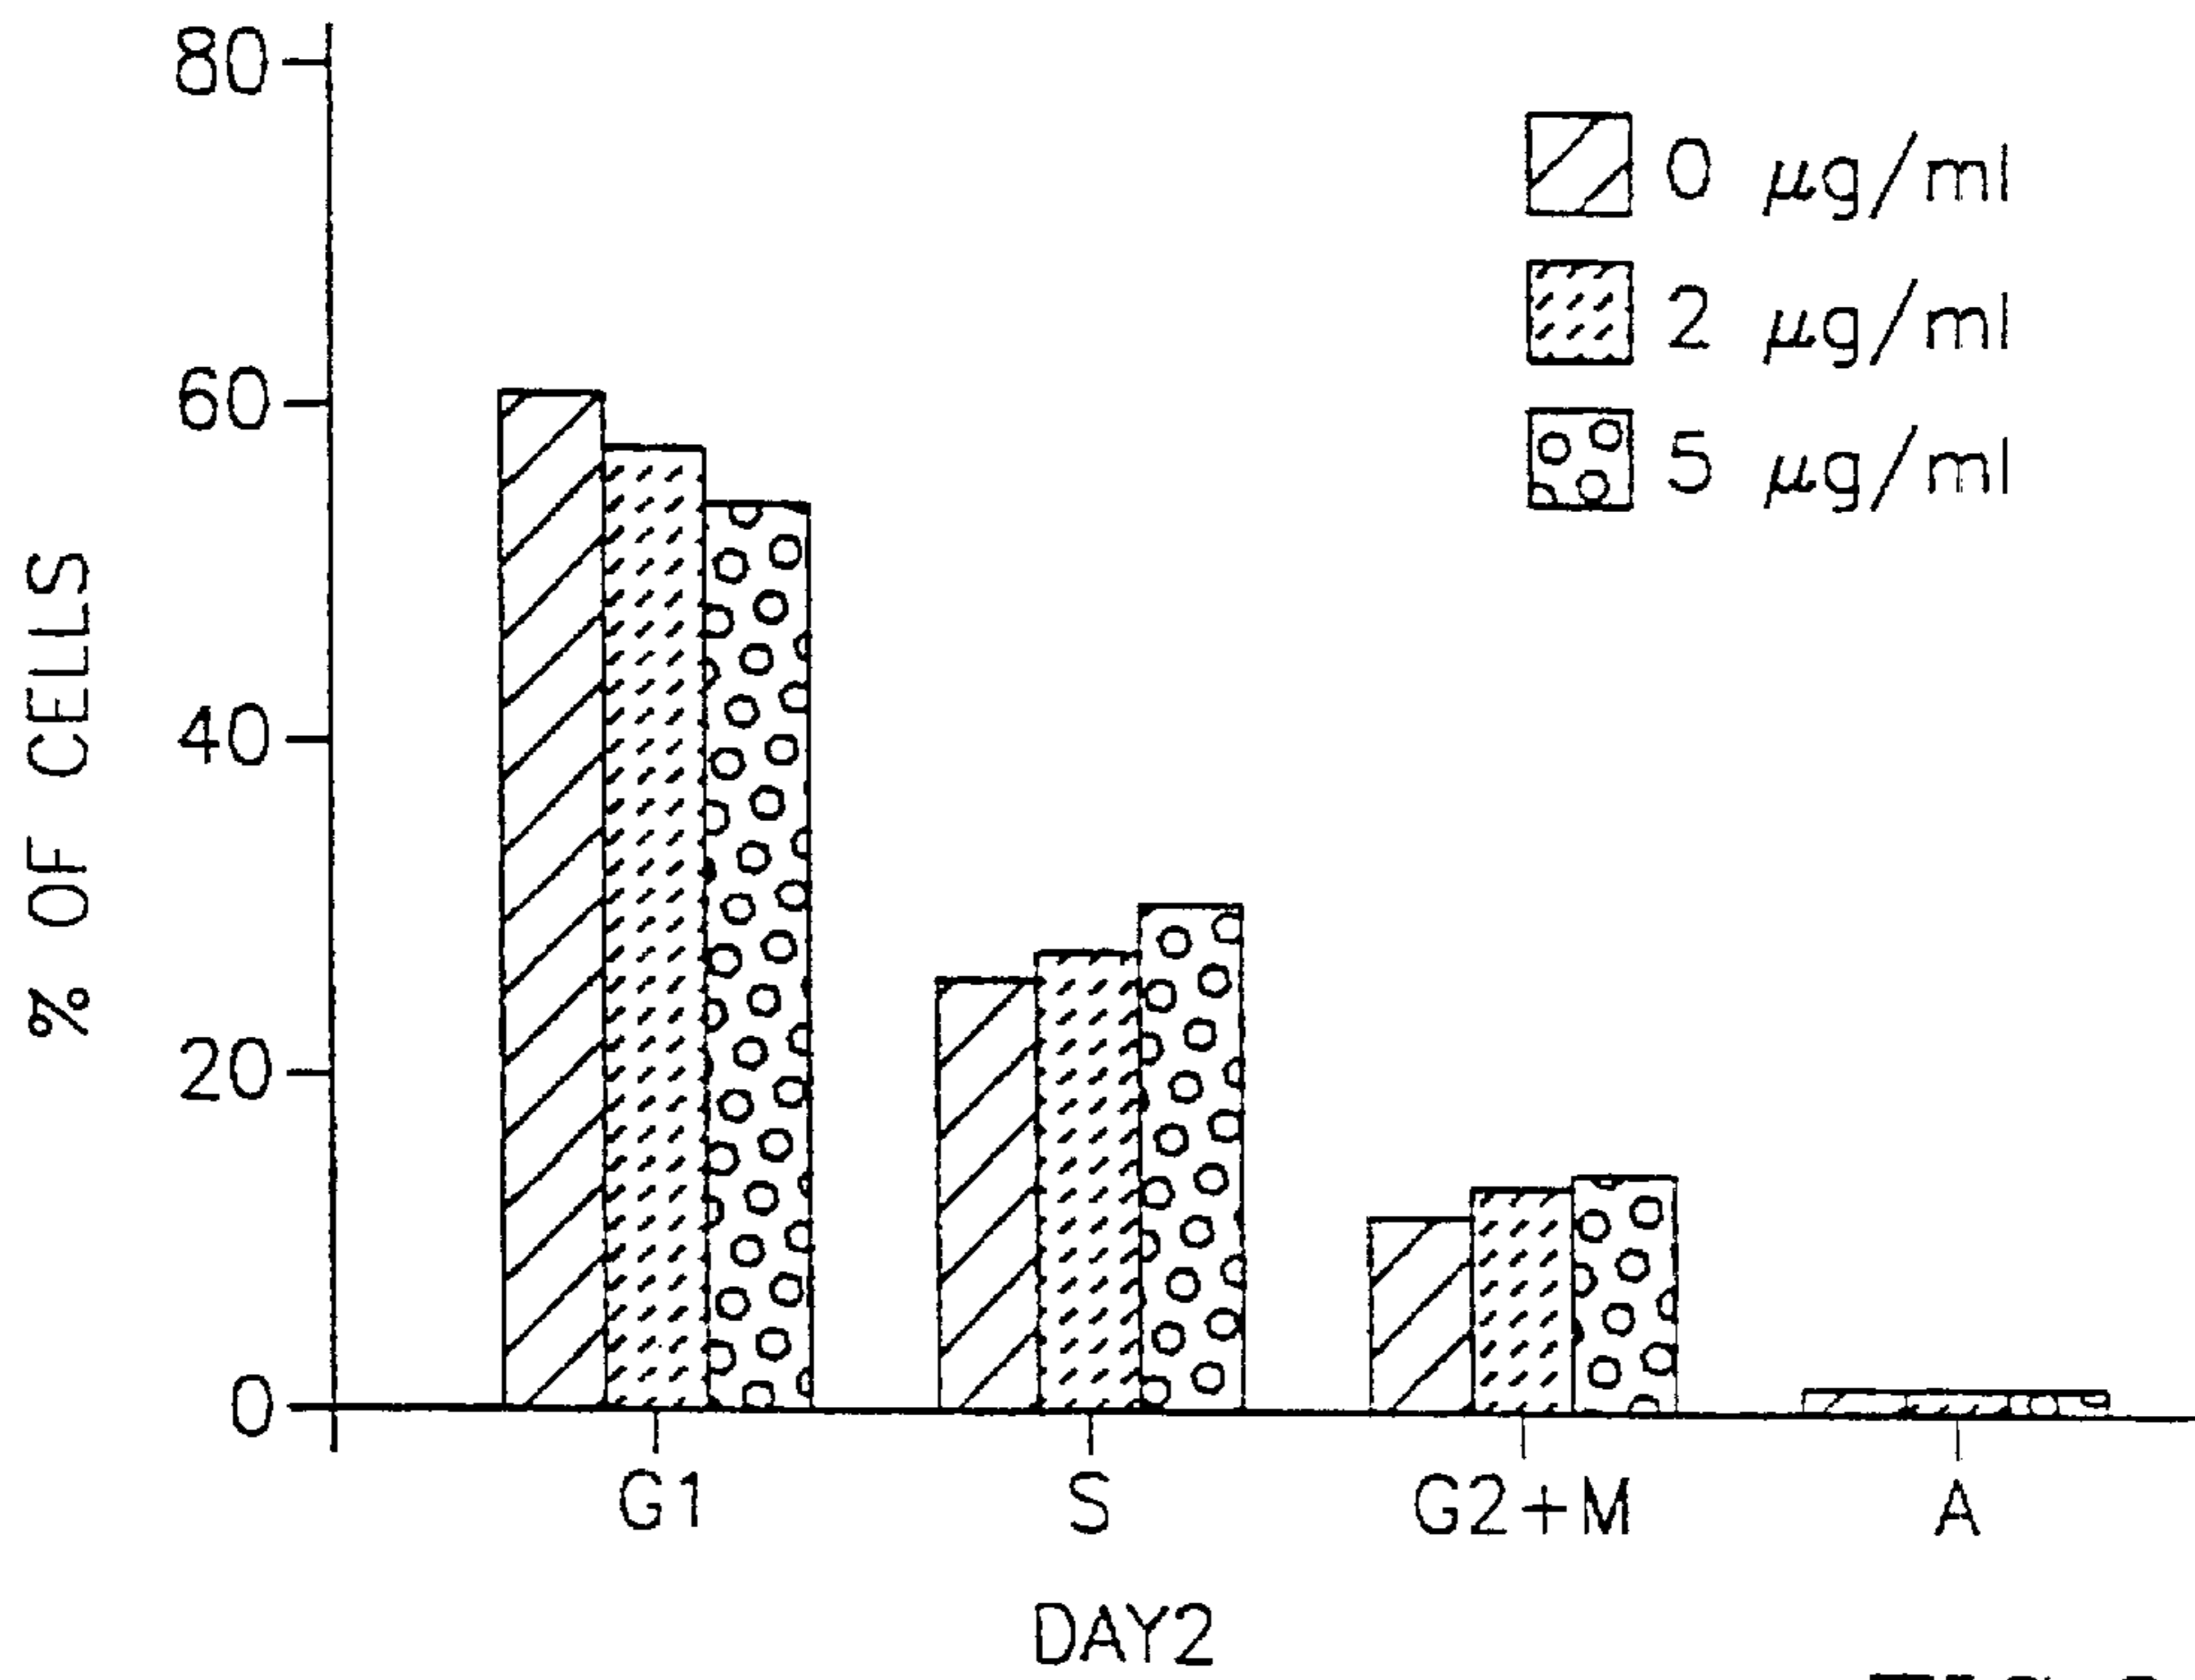 80
60
40
20
0
% OF CELLS
0 μg/ml
2 μg/ml
5 μg/ml
G1 S G2+M A
DAY2